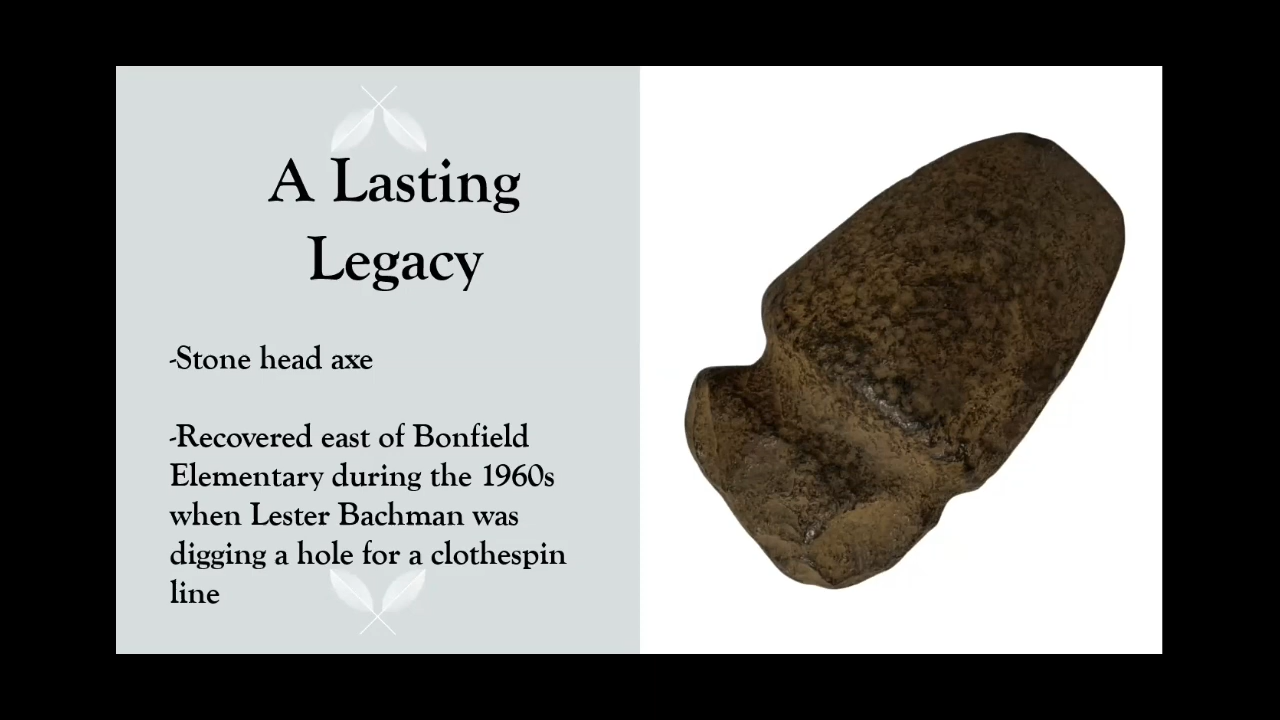 A Lasting
Legacy
-Stone head axe
-Recovered east of Bonfield
Elementary during the 1960s
when Lester Bachman was
digging a hole for a clothespin
line